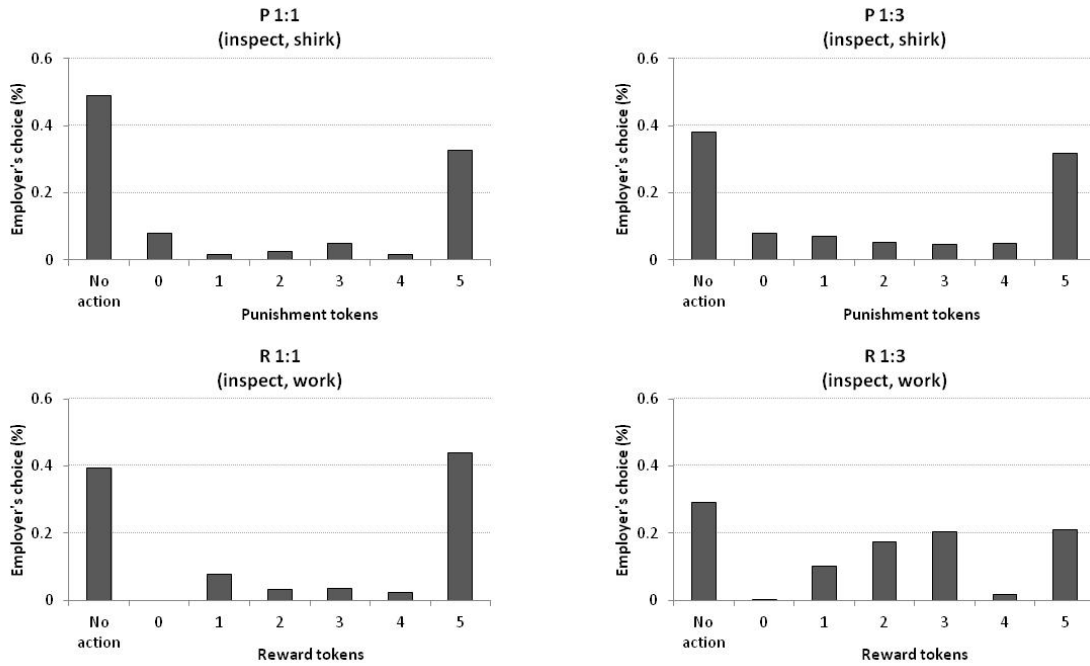 P 1:1
(inspect, shirk)
Employer's choice (%)
0.6
0.4
0.2
0
No action 0 1 2 3 4 5
Punishment tokens
P 1:3
(inspect, shirk)
Employer's choice (%)
0.6
0.4
0.2
0
No action 0 1 2 3 4 5
Punishment tokens
R 1:1
(inspect, work)
Employer's choice (%)
0.6
0.4
0.2
0
No action 0 1 2 3 4 5
Reward tokens
R 1:3
(inspect, work)
Employer's choice (%)
0.6
0.4
0.2
0
No action 0 1 2 3 4 5
Reward tokens